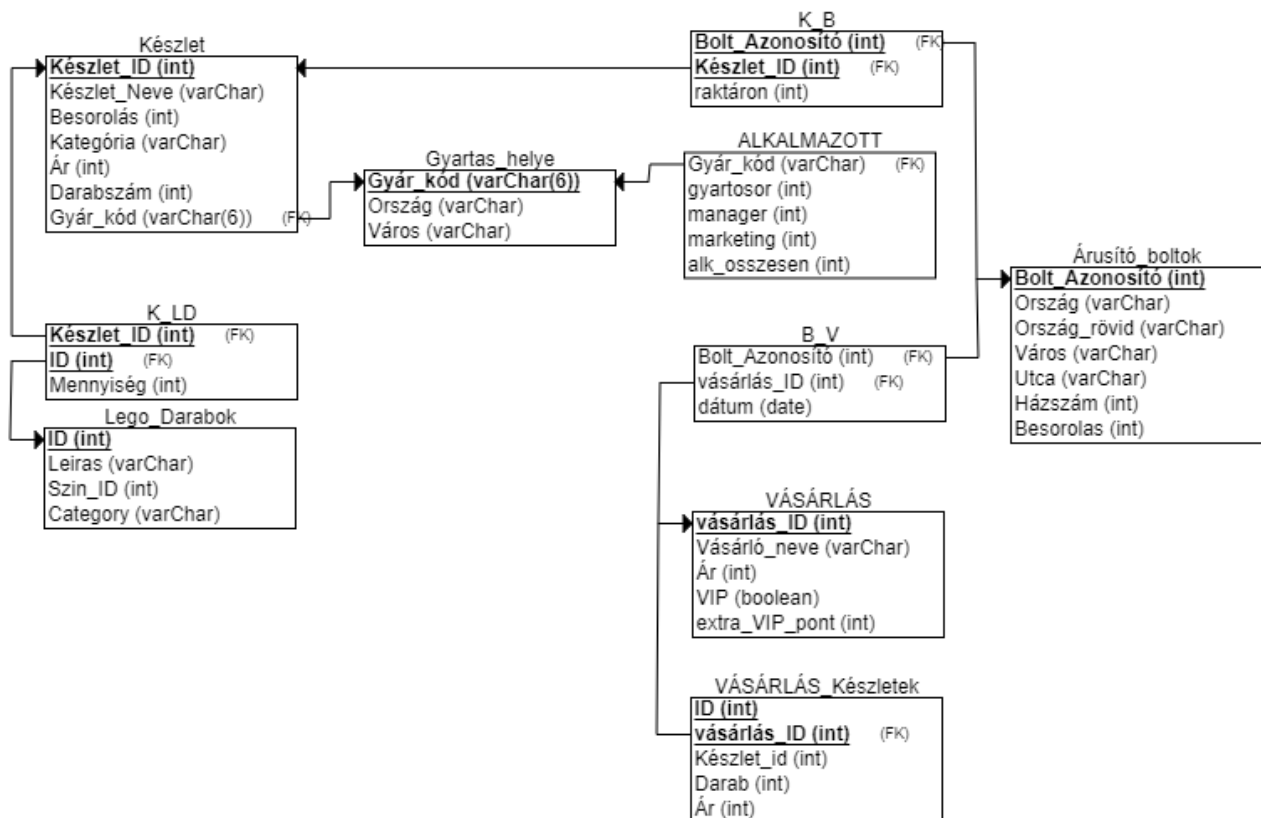 Készlet
Készlet_ID (int)
Készlet_Neve (varChar)
Besorolás (int)
Kategória (varChar)
Ár (int)
Darabszám (int)
Gyár_kód (varChar(6)) (FK)
K_LD
Készlet_ID (int) (FK)
ID (int) (FK)
Mennyiség (int)
Lego_Darabok
ID (int)
Leiras (varChar)
Szin_ID (int)
Category (varChar)
Gyartas_helye
Gyár_kód (varChar(6))
Ország (varChar)
Város (varChar)
K_B
Bolt_Azonosító (int) (FK)
Készlet_ID (int) (FK)
raktáron (int)
ALKALMAZOTT
Gyár_kód (varChar) (FK)
gyartosor (int)
manager (int)
marketing (int)
alk_osszesen (int)
B_V
Bolt_Azonosító (int) (FK)
vásárlás_ID (int) (FK)
dátum (date)
VÁSÁRLÁS
vásárlás_ID (int)
Vásárló_neve (varChar)
Ár (int)
VIP (boolean)
extra_VIP_pont (int)
VÁSÁRLÁS_Készletek
ID (int)
vásárlás_ID (int) (FK)
Készlet_id (int)
Darab (int)
Ár (int)
Árusító_boltok
Bolt_Azonosító (int)
Ország (varChar)
Ország_rövid (varChar)
Város (varChar)
Utca (varChar)
Házszám (int)
Besorolas (int)